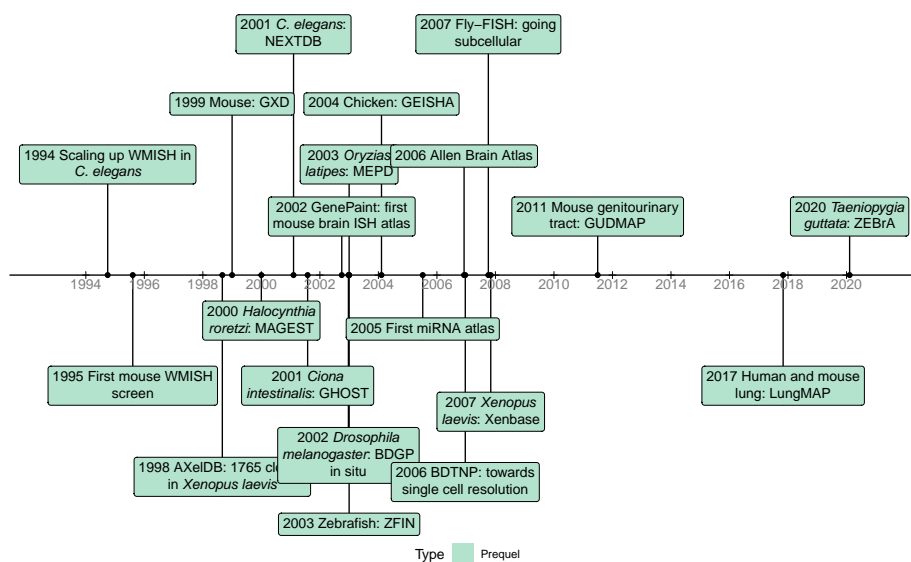 2001 C. elegans:
NEXTDB
2007 Fly−FISH: going
subcellular
1999 Mouse: GXD
2004 Chicken: GEISHA
1994 Scaling up WMISH in
C. elegans
2003 Oryzias
latipes: MEPD
2006 Allen Brain Atlas
2002 GenePaint: first
mouse brain ISH atlas
2011 Mouse genitourinary
tract: GUDMAP
2020 Taeniopygia
guttata: ZEBrA
1994 1996 1998 2000 2002 2004 2006 2008 2010 2012 2014 2016 2018 2020
2000 Halocynthia
roretzi: MAGEST
2005 First miRNA atlas
1995 First mouse WMISH
screen
2001 Ciona
intestinalis: GHOST
2017 Human and mouse
lung: LungMAP
2007 Xenopus
laevis: Xenbase
1998 AXelDB: 1765
in Xenopus laevis
2002 Drosophila
melanogaster: BDGP
in situ
2006 BDTNP: towards
single cell resolution
2003 Zebrafish: ZFIN
Type Prequel